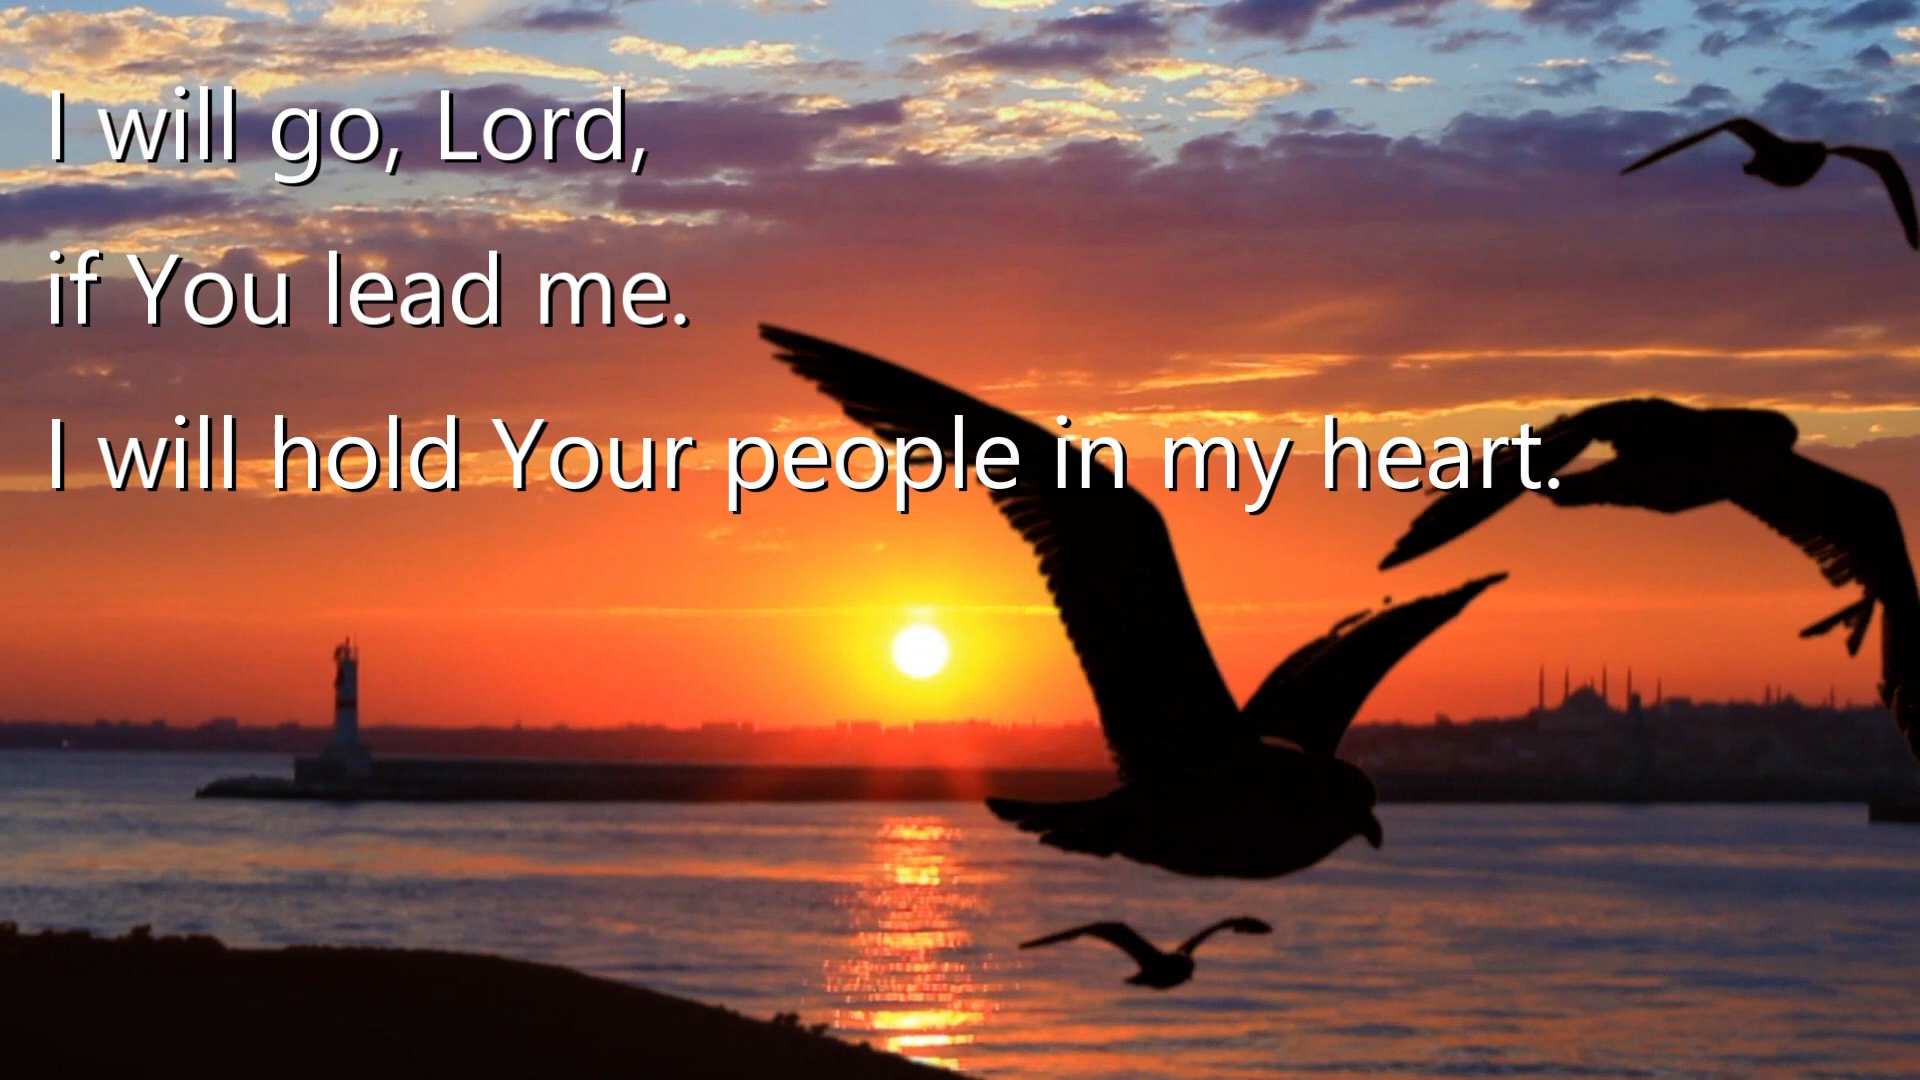 I will go, Lord,
if You lead me.
I will hold Your people in my heart.